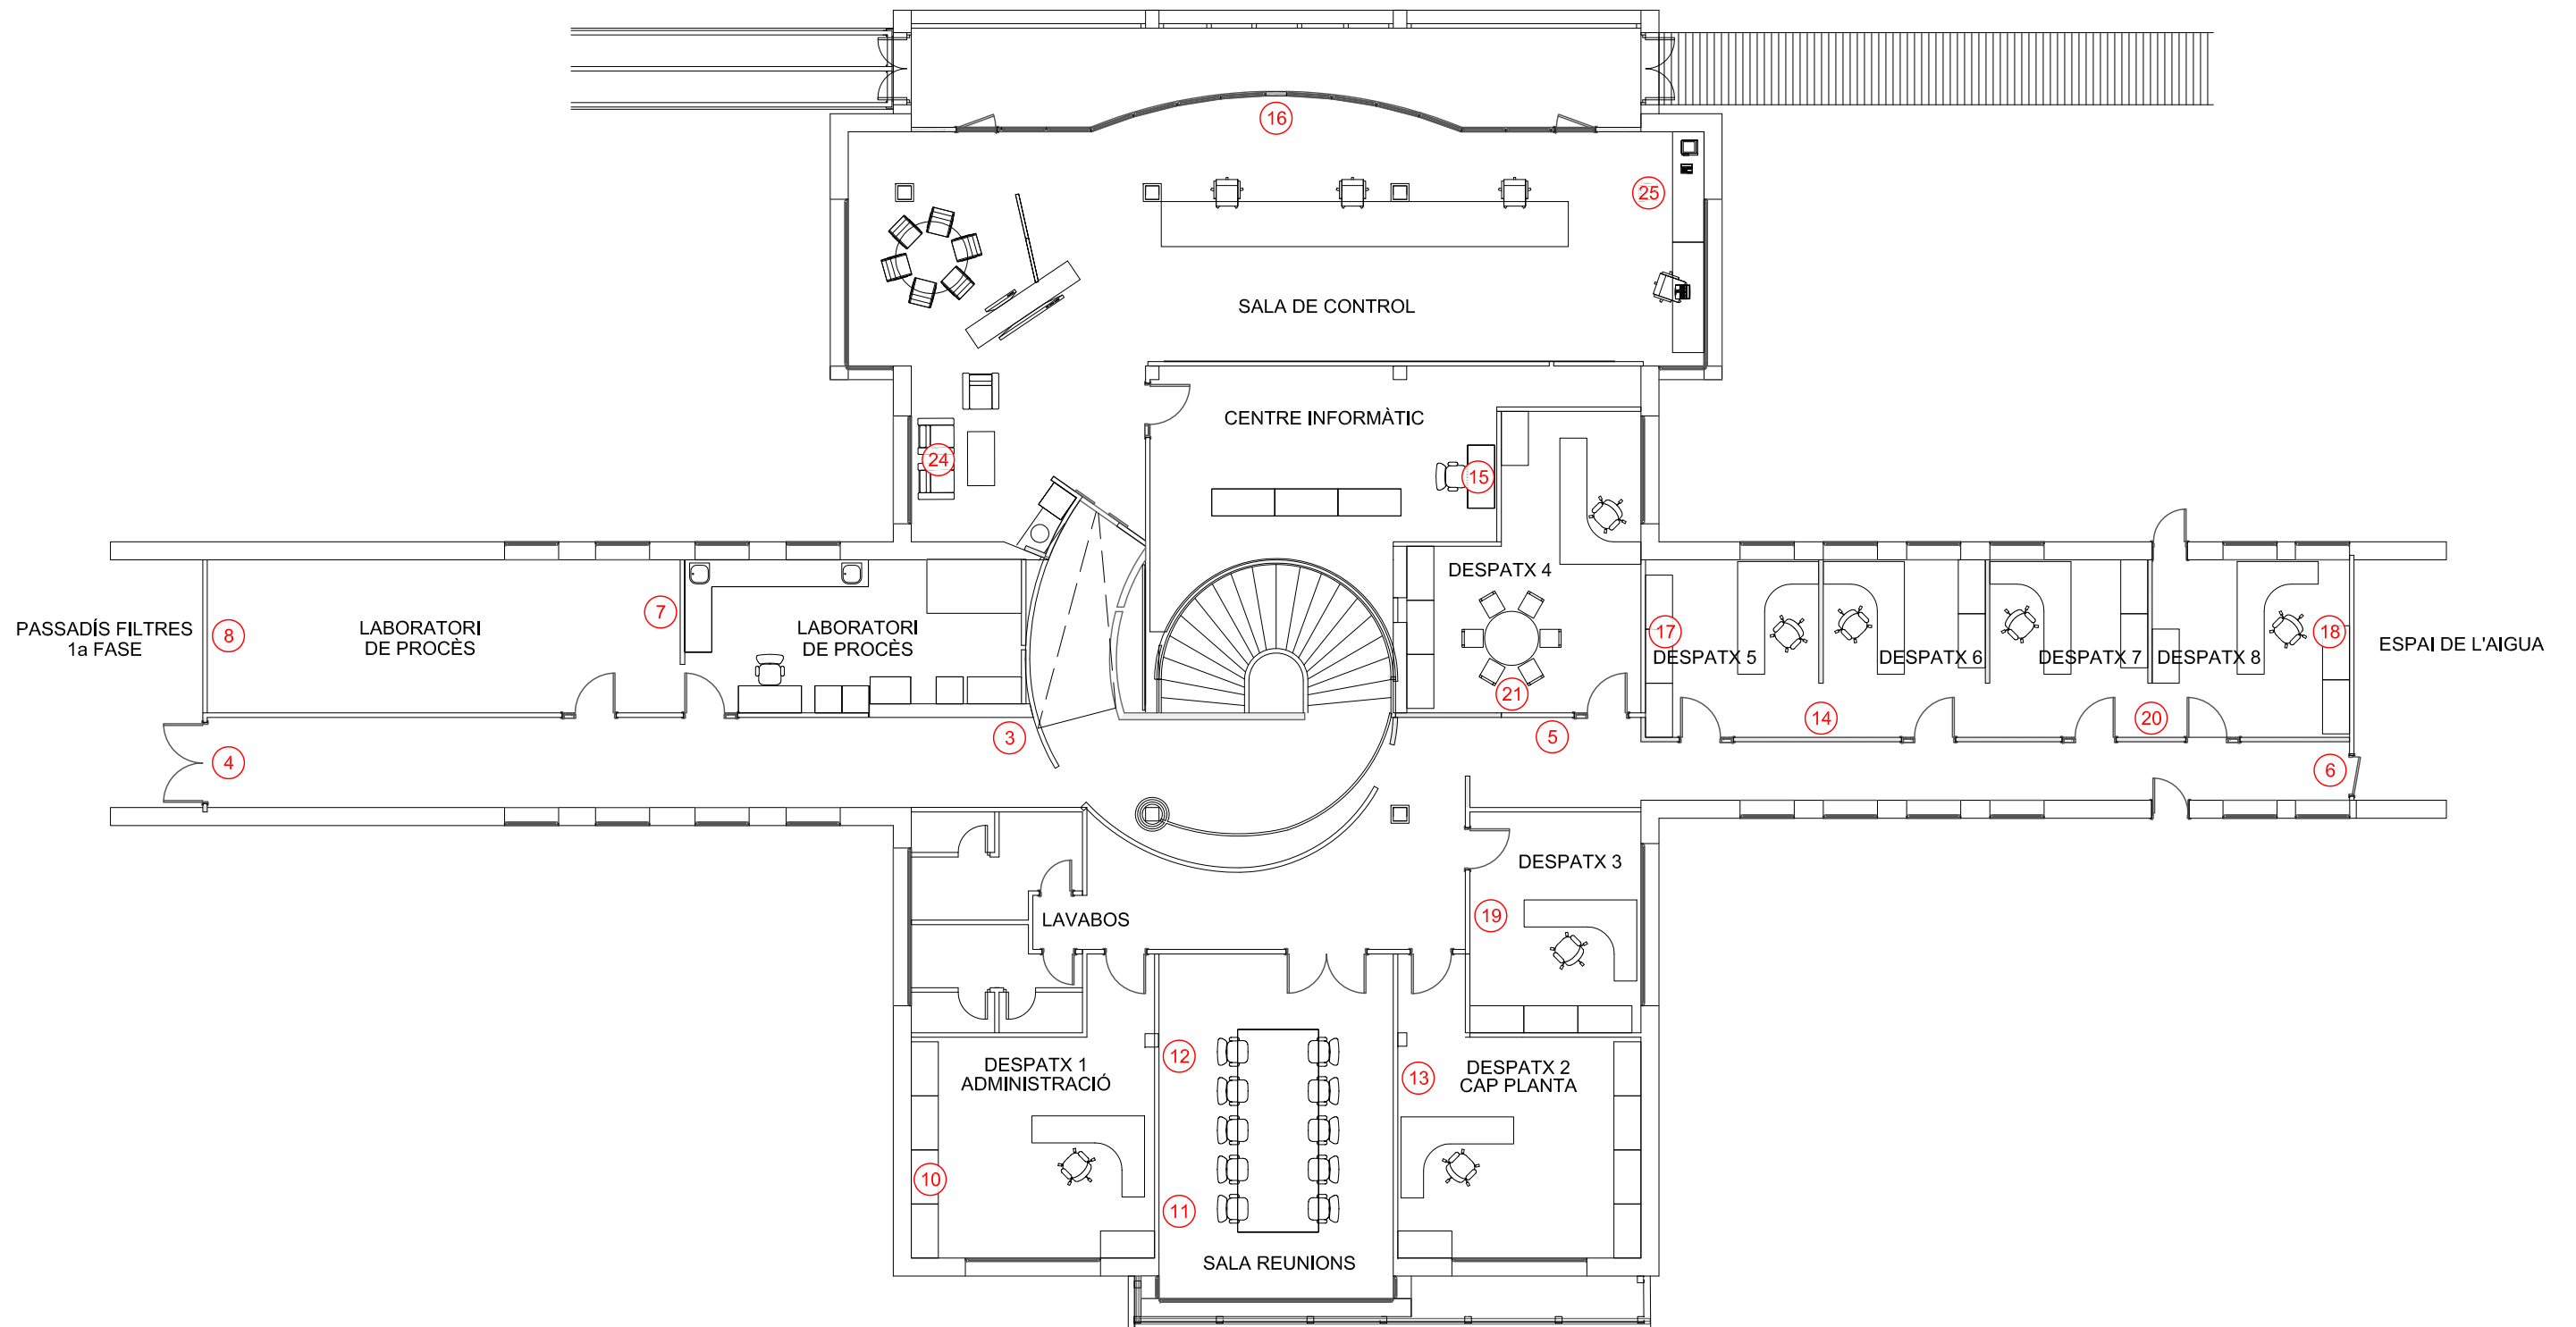 16
25
SALA DE CONTROL
CENTRE INFORMÀTIC
24
15
DESPATX 4
PASSADÍS FILTRES
1a FASE
8
LABORATORI
DE PROCÈS
7
LABORATORI
DE PROCÈS
17
DESPATX 5
DESPATX 6
DESPATX 7
DESPATX 8
18
ESPAI DE L'AIGUA
21
14
20
4
3
5
6
DESPATX 3
LAVABOS
19
12
DESPATX 1
ADMINISTRACIÓ
13
DESPATX 2
CAP PLANTA
10
11
SALA REUNIONS